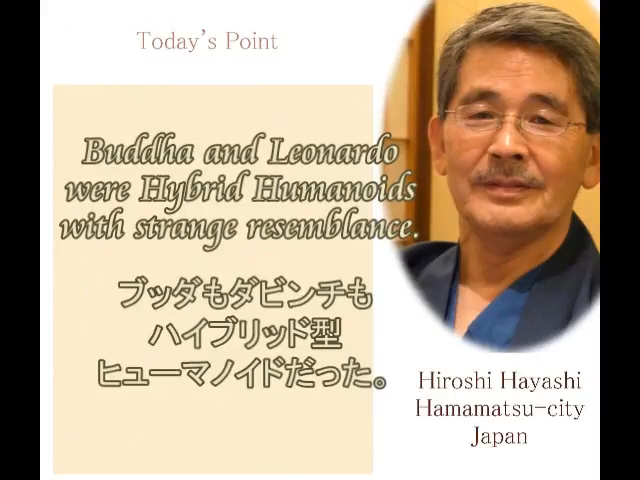 Today's Point
Buddha and Leonardo
were Hybrid Humanoids
with strange resemblance.
ブッダもダビンチも
ハイブリッド型
ヒューマノイドだった。
Hiroshi Hayashi
Hamamatsu-city
Japan